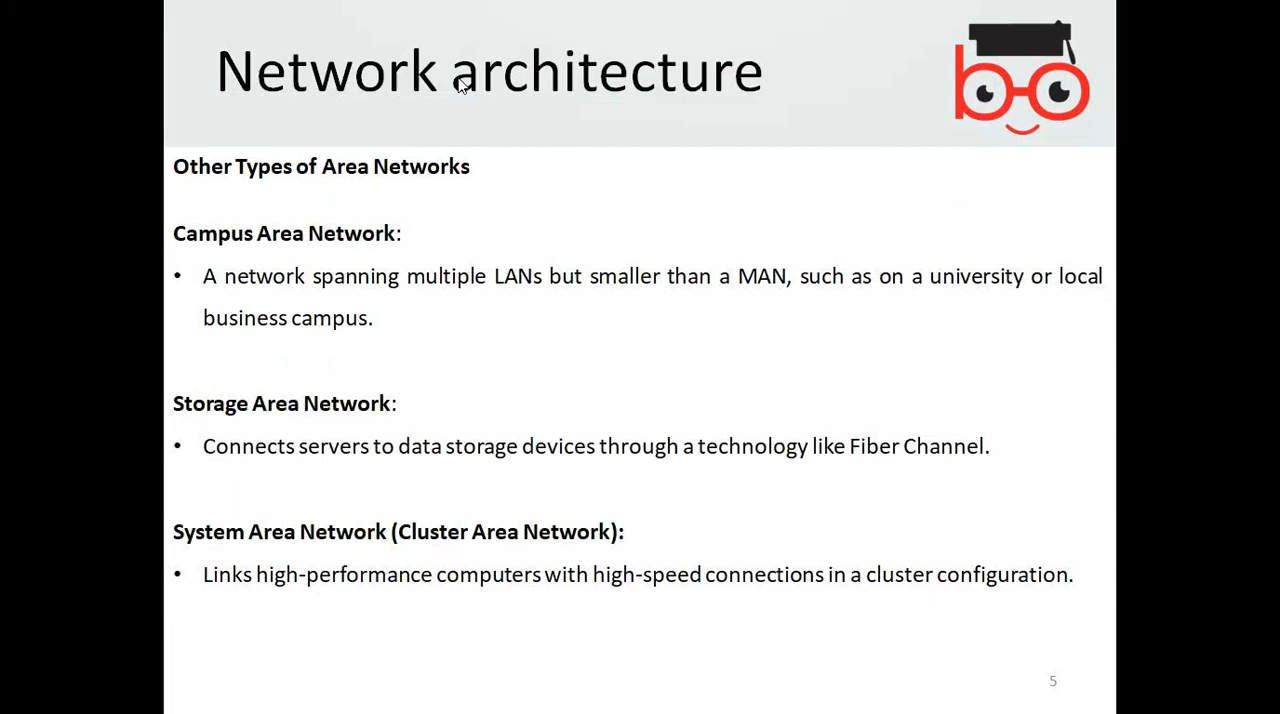 Network architecture
Other Types of Area Networks
Campus Area Network:
• A network spanning multiple LANs but smaller than a MAN, such as on a university or local
business campus.
Storage Area Network:
• Connects servers to data storage devices through a technology like Fiber Channel.
System Area Network (Cluster Area Network):
• Links high-performance computers with high-speed connections in a cluster configuration.
5